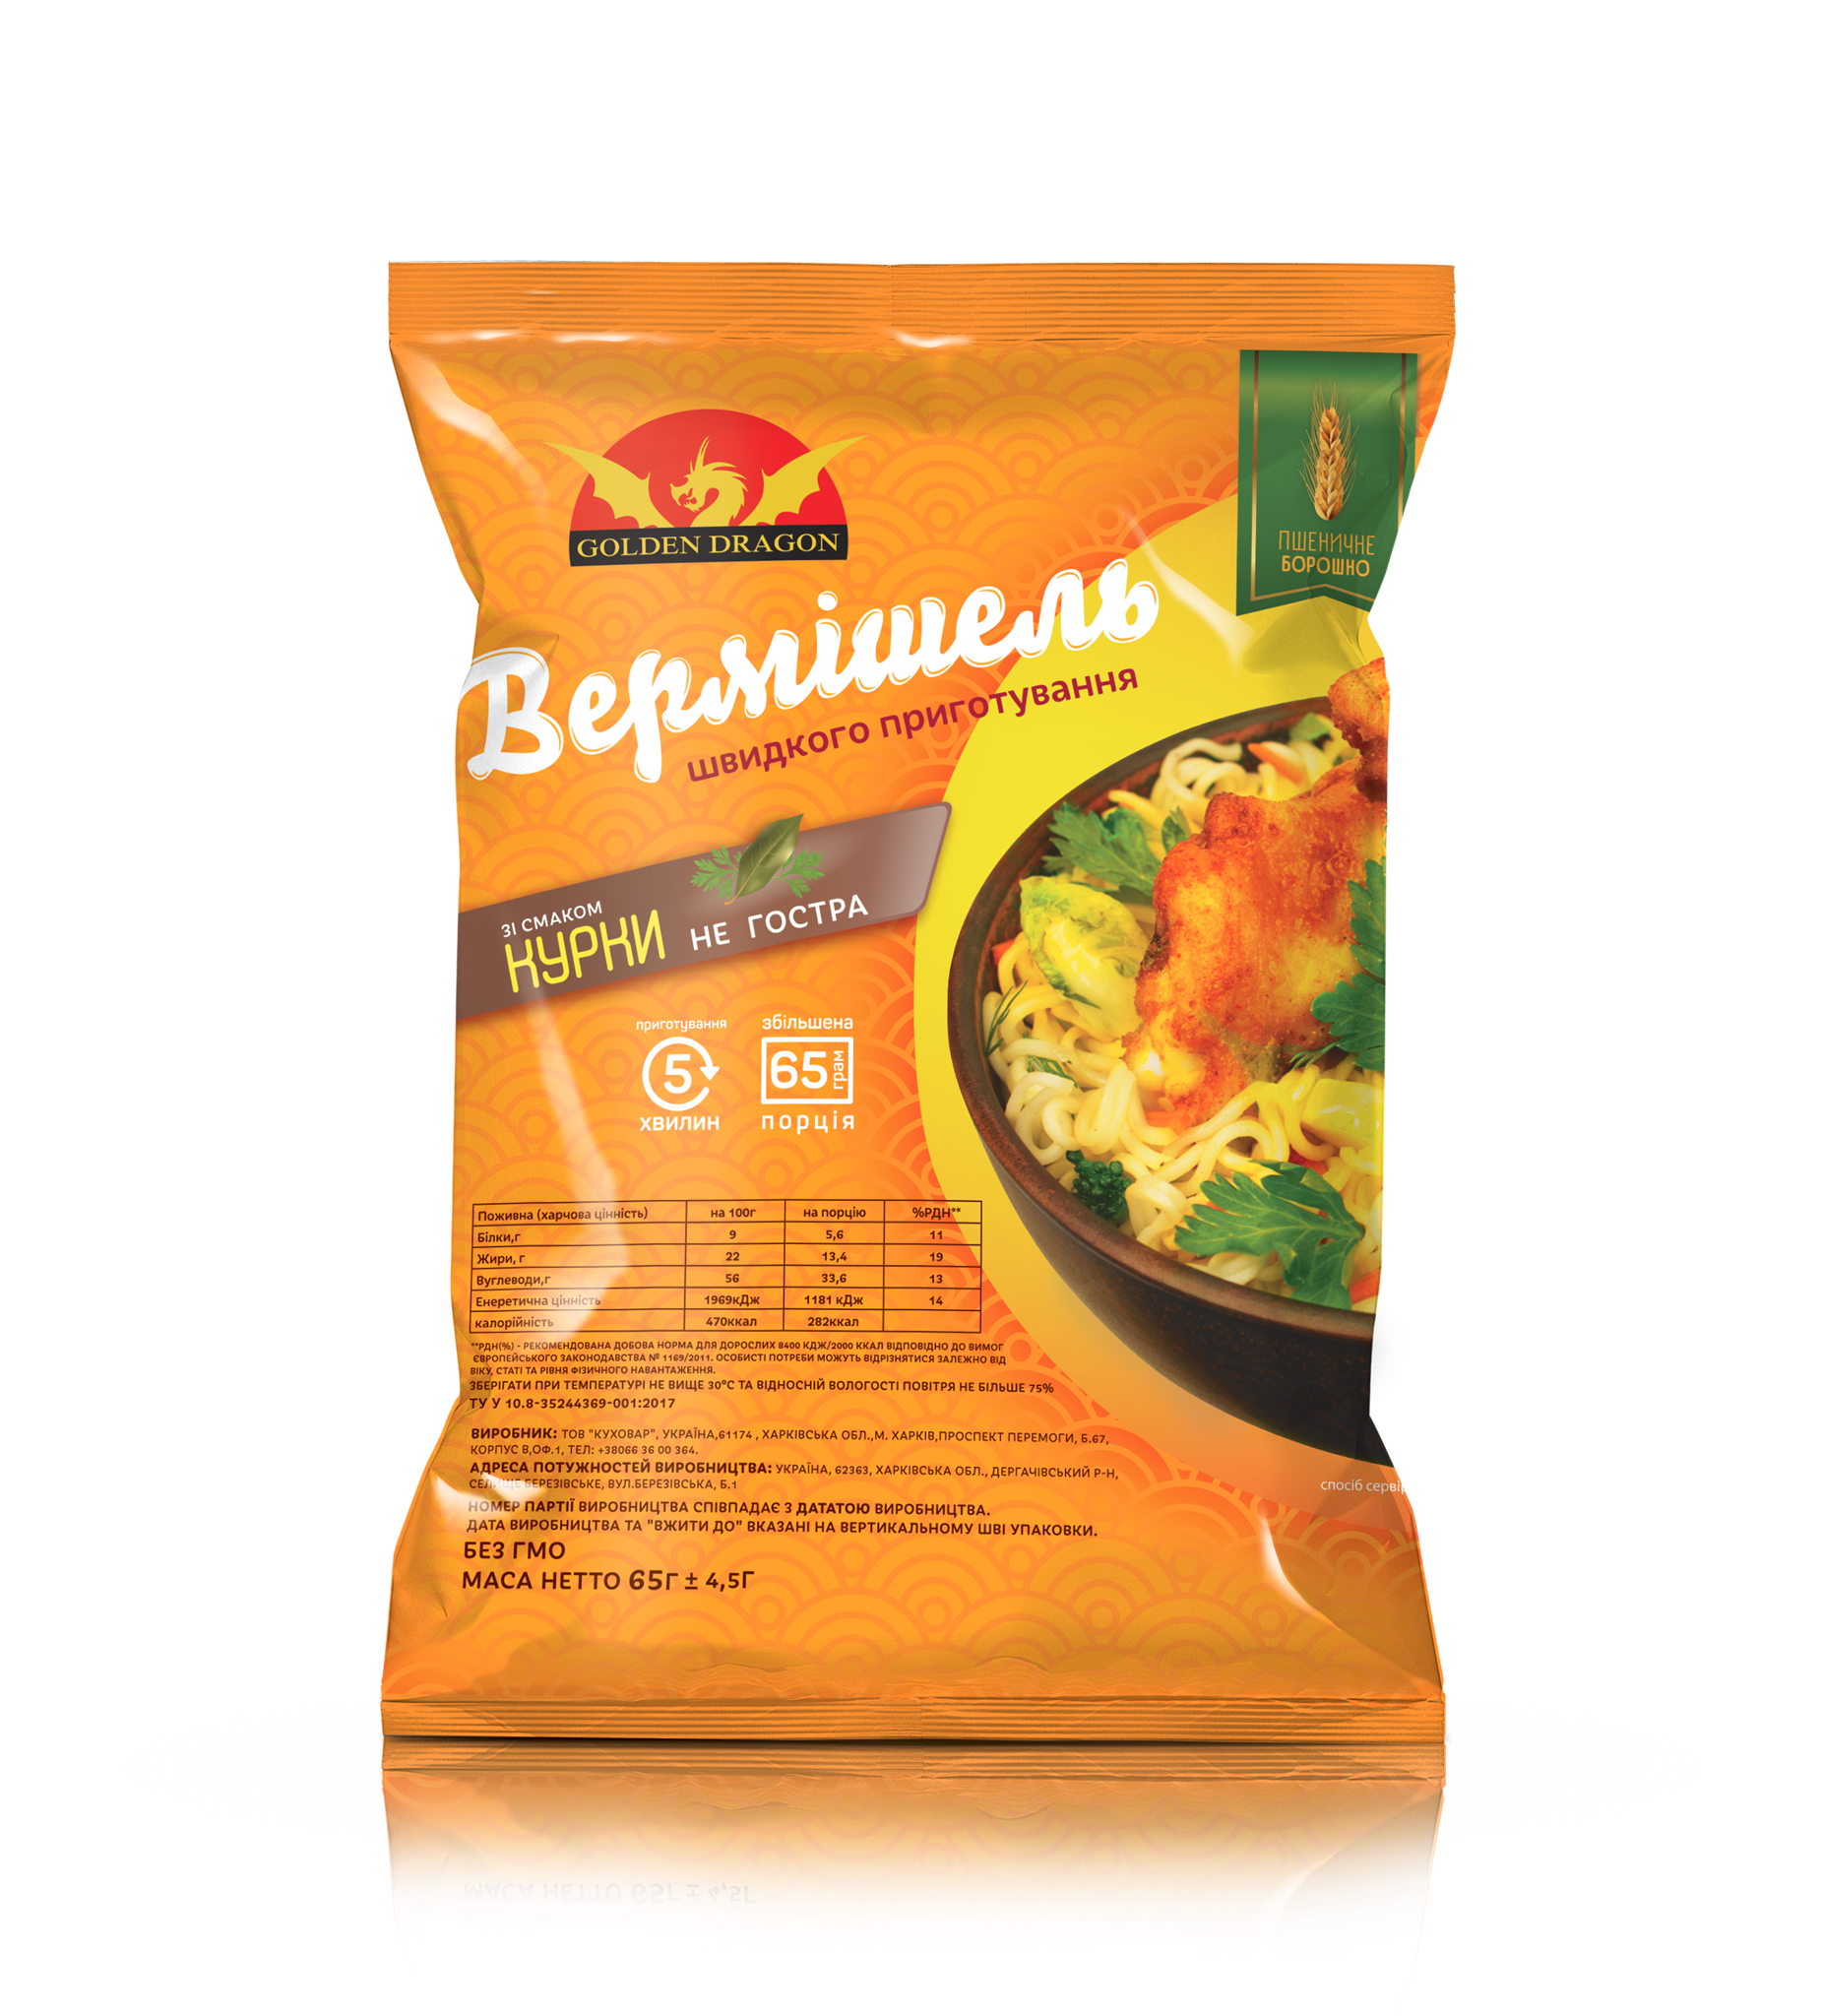 GOLDEN DRAGON
ПШЕНИЧНЕ
БОРОШНО
Вермішель
швидкого приготування
ЗІ СМАКОМ
КУРКИ НЕ ГОСТРА
приготування
5
ХВИЛИН
збільшена
65 грам
порція
Поживна (харчова цінність) на 100г на порцію %РДН**
Білки,г 9 5,6 11
Жири, г 22 13,4 19
Вуглеводи,г 56 33,6 13
Енеретична цінність 1969кДж 1181 кДж 14
калорійність 470ккал 282ккал
**РДН(%) - РЕКОМЕНДОВАНА ДОБОВА НОРМА ДЛЯ ДОРОСЛИХ 8400 КДЖ/2000 ККАЛ ВІДПОВІДНО ДО ВИМОГ
ЄВРОПЕЙСЬКОГО ЗАКОНОДАВСТВА № 1169/2011. ОСОБИСТІ ПОТРЕБИ МОЖУТЬ ВІДРІЗНЯТИСЯ ЗАЛЕЖНО ВІД
ВІКУ, СТАТІ ТА РІВНЯ ФІЗИЧНОГО НАВАНТАЖЕННЯ.
ЗБЕРІГАТИ ПРИ ТЕМПЕРАТУРІ НЕ ВИЩЕ 30°С ТА ВІДНОСНІЙ ВОЛОГОСТІ ПОВІТРЯ НЕ БІЛЬШЕ 75%
ТУ У 10.8-35244369-001:2017
ВИРОБНИК: ТОВ "КУХОВАР", УКРАЇНА,61174 , ХАРКІВСЬКА ОБЛ.,М. ХАРКІВ,ПРОСПЕКТ ПЕРЕМОГИ, Б.67,
КОРПУС В,ОФ.1, ТЕЛ: +38066 36 00 364.
АДРЕСА ПОТУЖНОСТЕЙ ВИРОБНИЦТВА: УКРАЇНА, 62363, ХАРКІВСЬКА ОБЛ., ДЕРГАЧІВСЬКИЙ Р-Н,
СЕЛИЩЕ БЕРЕЗІВСЬКЕ, ВУЛ.БЕРЕЗІВСЬКА, Б.1
спосіб сервір
НОМЕР ПАРТІЇ ВИРОБНИЦТВА СПІВПАДАЄ З ДАТАТОЮ ВИРОБНИЦТВА.
ДАТА ВИРОБНИЦТВА ТА "ВЖИТИ ДО" ВКАЗАНІ НА ВЕРТИКАЛЬНОМУ ШВІ УПАКОВКИ.
БЕЗ ГМО
МАСА НЕТТО 65Г ± 4,5Г